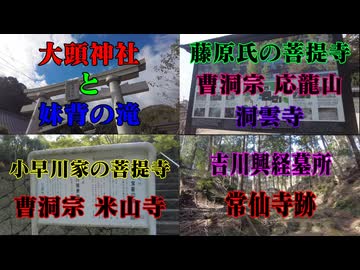 大頭神社
と
妹背の滝
藤原氏の菩提寺
曹洞宗 応龍山
洞雲寺
小早川家の菩提寺
曹洞宗 米山寺
吉川興経墓所
常仙寺跡